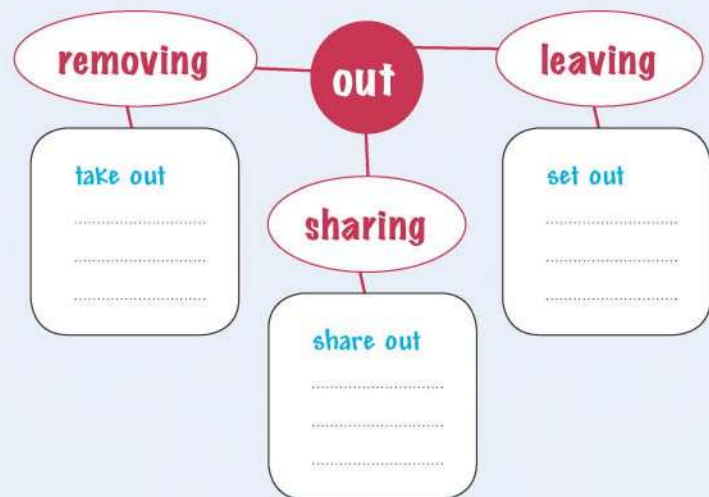 removing
out
leaving
take out
set out
sharing
share out